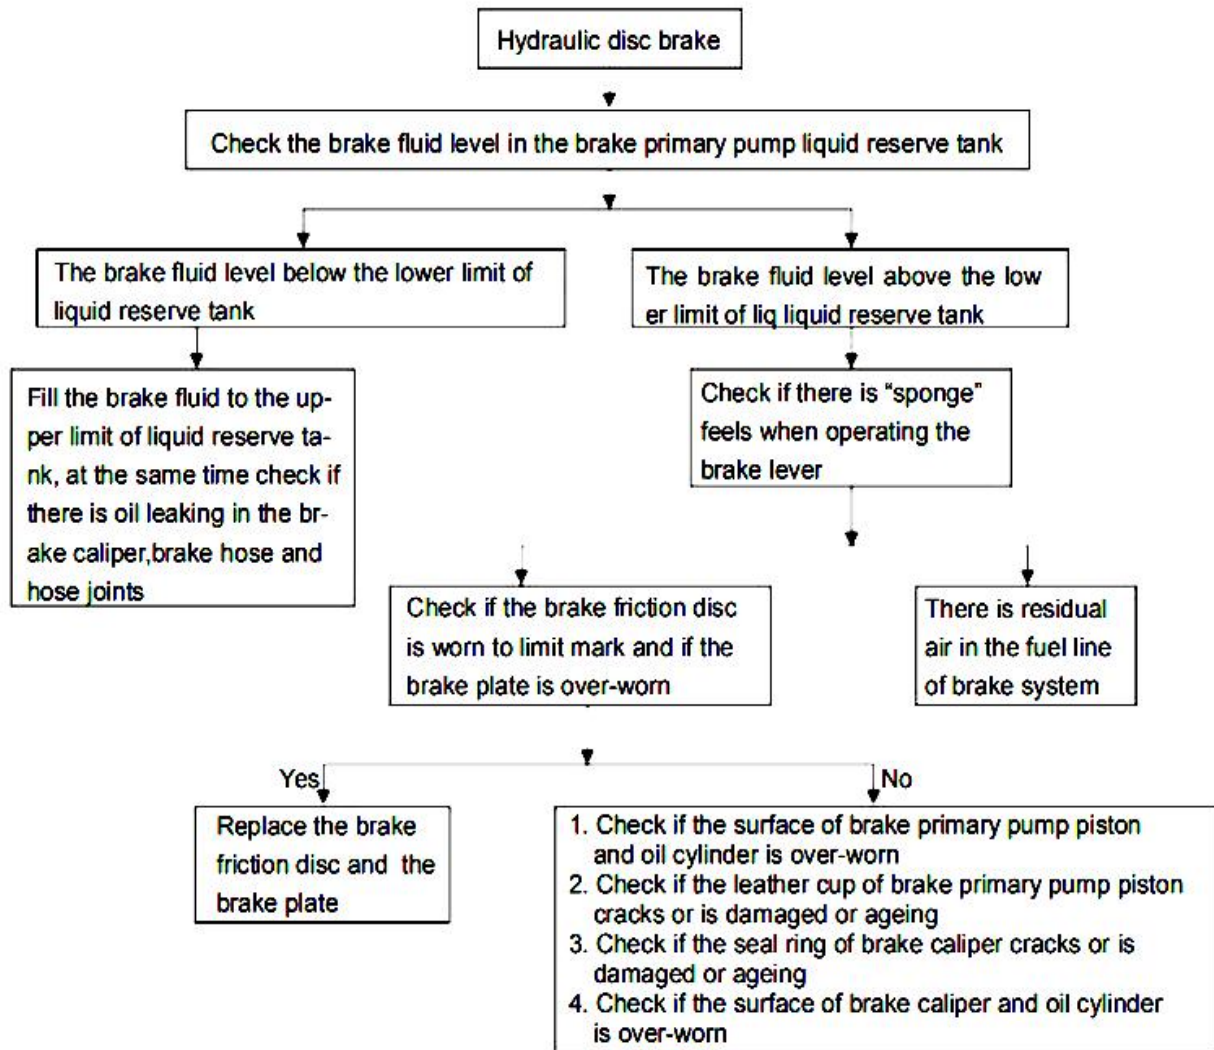 Hydraulic disc brake
Check the brake fluid level in the brake primary pump liquid reserve tank
The brake fluid level below the lower limit of
liquid reserve tank
The brake fluid level above the low
er limit of liq liquid reserve tank
Fill the brake fluid to the up-
per limit of liquid reserve ta-
nk, at the same time check if
there is oil leaking in the br-
ake caliper,brake hose and
hose joints
Check if there is “sponge”
feels when operating the
brake lever
Check if the brake friction disc
is worn to limit mark and if the
brake plate is over-worn
There is residual
air in the fuel line
of brake system
Yes
No
Replace the brake
friction disc and the
brake plate
1. Check if the surface of brake primary pump piston
and oil cylinder is over-worn
2. Check if the leather cup of brake primary pump piston
cracks or is damaged or ageing
3. Check if the seal ring of brake caliper cracks or is
damaged or ageing
4. Check if the surface of brake caliper and oil cylinder
is over-worn